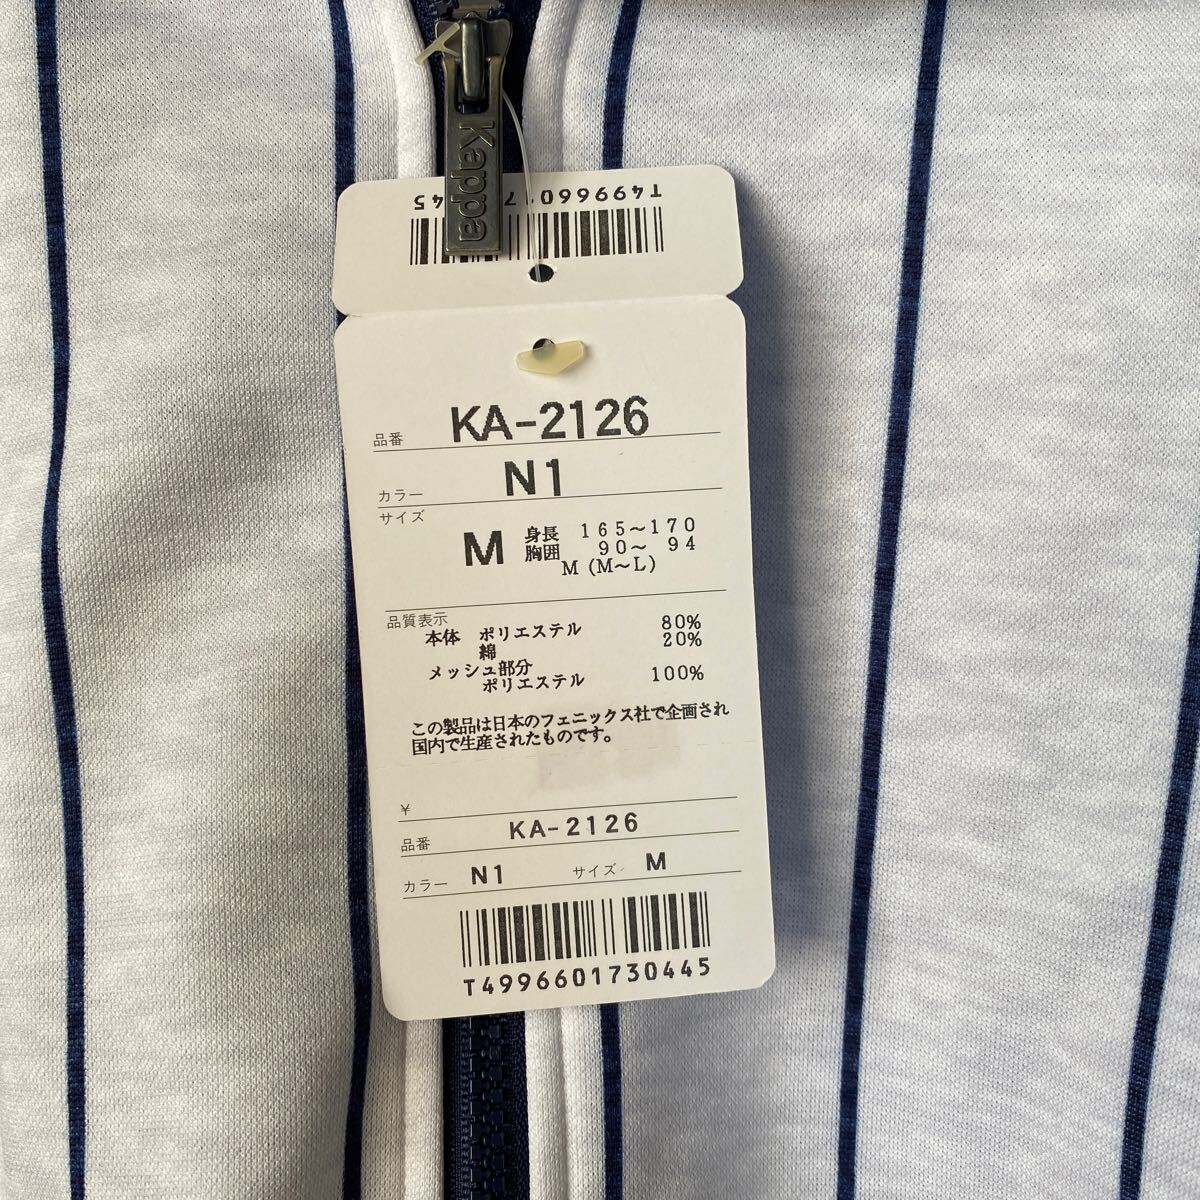 Kappa
T49966017
45
品番 KA-2126
カラー N1
サイズ
M 身長 165～170
胸囲 90～ 94
M (M～L)
品質表示
本体 ポリエステル 80%
綿 20%
メッシュ部分
ポリエステル 100%
この製品は日本のフェニックス社で企画され
国内で生産されたものです。
¥
品番 KA-2126
カラー N1 サイズ M
T4996601730445